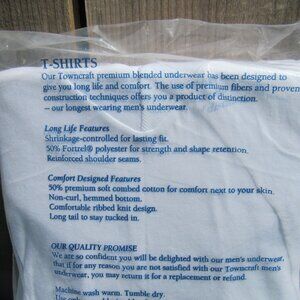 T-SHIRTS
Our Towncraft premium blended underwear has been designed to
give you long life and comfort. The use of premium fibers and proven
construction techniques offers you a product of distinction.
– our longest wearing men's underwear.
Long Life Features
Shrinkage-controlled for lasting fit.
50% Fortrel® polyester for strength and shape retention.
Reinforced shoulder seams.
Comfort Designed Features
50% premium soft combed cotton for comfort next to your skin.
Non-curl, hemmed bottom.
Comfortable ribbed knit design.
Long tail to stay tucked in.
OUR QUALITY PROMISE
We are so confident you will be delighted with our men's underwear,
that if for any reason you are not satisfied with our Towncraft men's
underwear, you may return it for a replacement or refund.
Machine wash warm. Tumble dry.